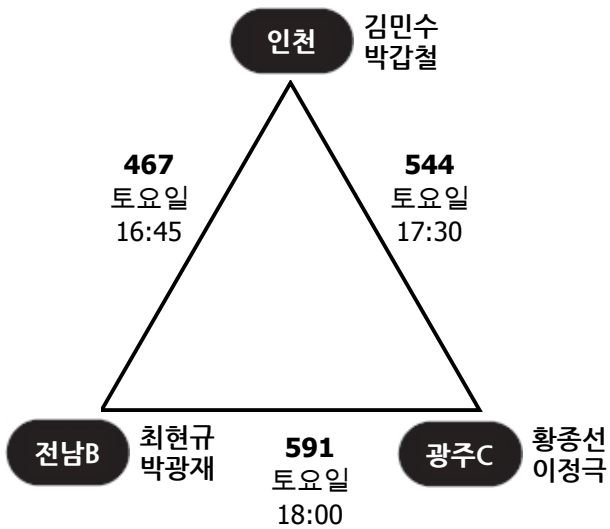 인천
김민수
박갑철
467
토요일
16:45
544
토요일
17:30
전남B
최현규
박광재
591
토요일
18:00
광주C
황종선
이정극